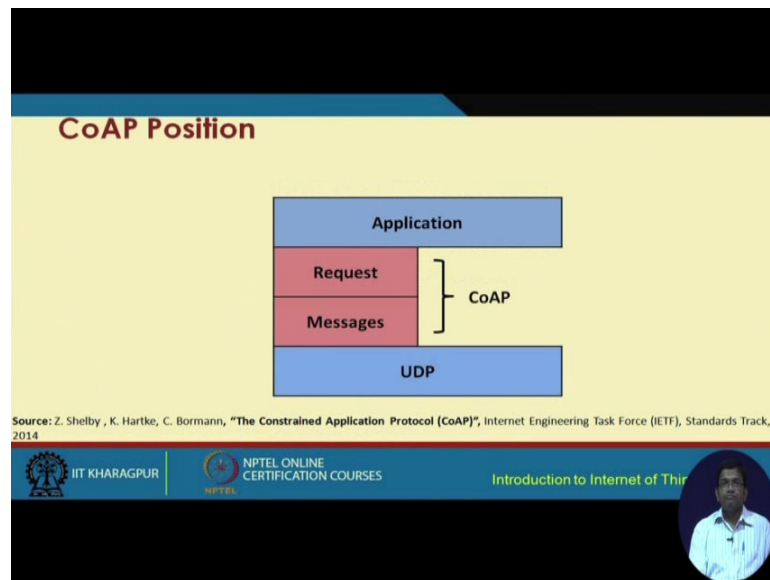 CoAP Position
Application
Request
Messages
CoAP
UDP
Source: Z. Shelby , K. Hartke, C. Bormann, “The Constrained Application Protocol (CoAP)”, Internet Engineering Task Force (IETF), Standards Track,
2014
IIT KHARAGPUR
NPTEL
NPTEL ONLINE
CERTIFICATION COURSES
Introduction to Internet of